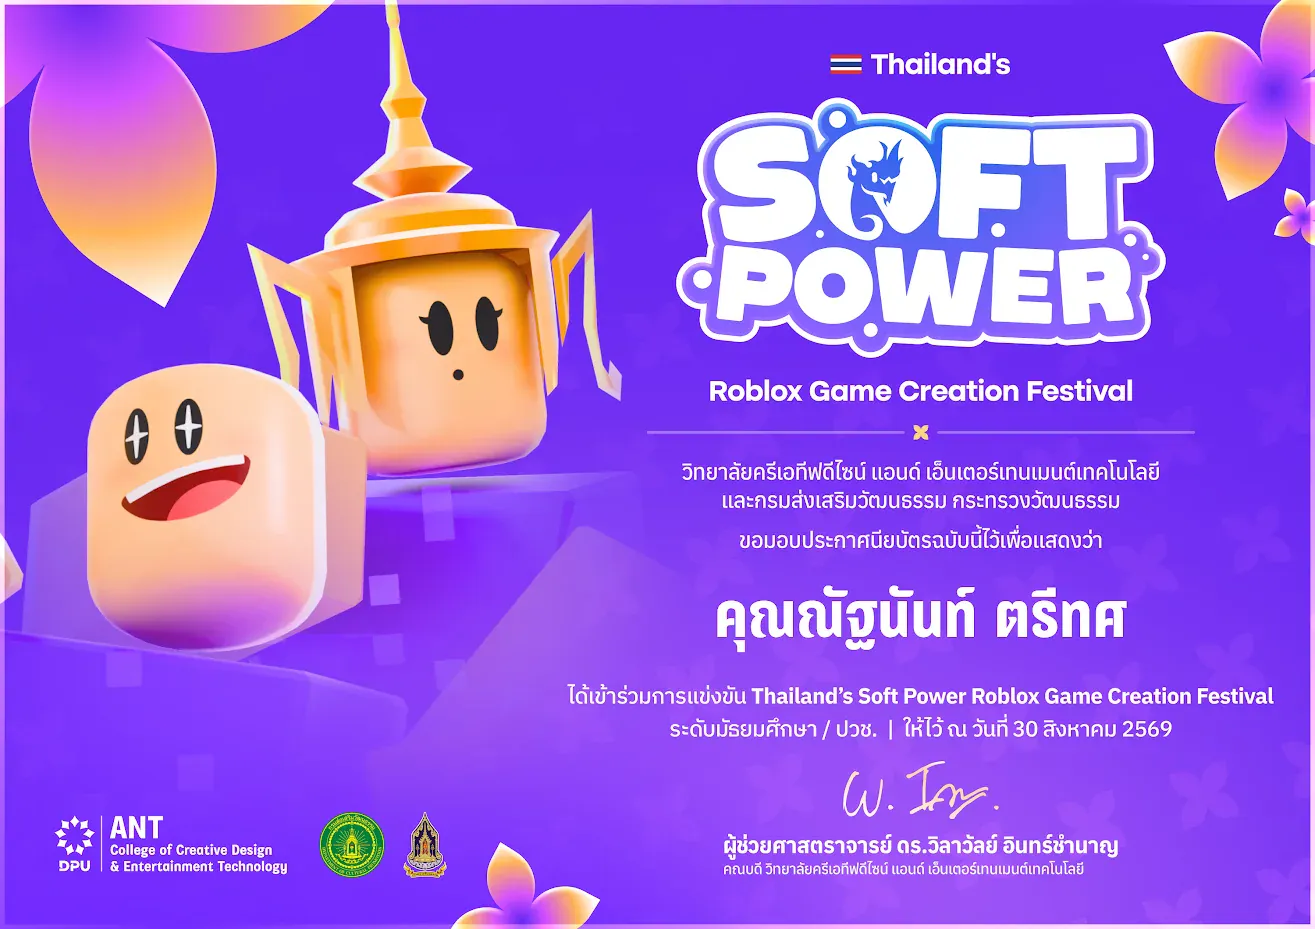 Thailand's
SOFT
POWER
Roblox Game Creation Festival
วิทยาลัยครีเอทีฟดีไซน์ แอนด์ เอ็นเตอร์เทนเมนต์เทคโนโลยี
และกรมส่งเสริมวัฒนธรรม กระทรวงวัฒนธรรม
ขอมอบประกาศนียบัตรฉบับนี้ไว้เพื่อแสดงว่า
คุณณัฐนันท์ ตรีทศ
ได้เข้าร่วมการแข่งขัน Thailand's Soft Power Roblox Game Creation Festival
ระดับมัธยมศึกษา / ปวช. | ให้ไว้ ณ วันที่ 30 สิงหาคม 2569
ผู้ช่วยศาสตราจารย์ ดร.วิลาวัลย์ อินทร์ชำนาญ
คณบดี วิทยาลัยครีเอทีฟดีไซน์ แอนด์ เอ็นเตอร์เทนเมนต์เทคโนโลยี
DPU
ANT
College of Creative Design
& Entertainment Technology